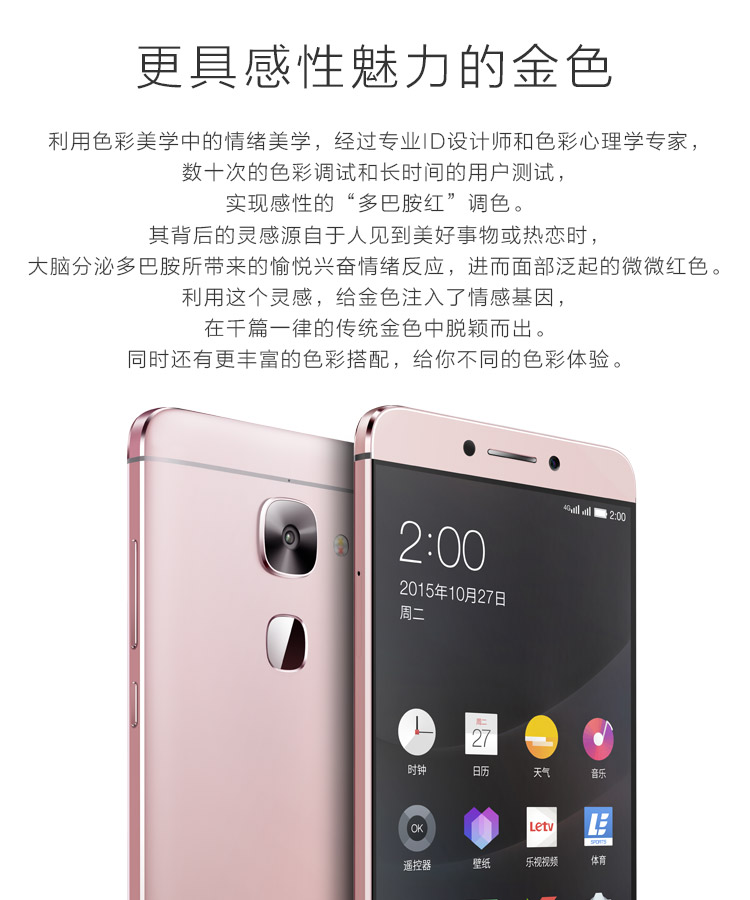 更具感性魅力的金色
利用色彩美学中的情绪美学，经过专业ID设计师和色彩心理学专家，
数十次的色彩调试和长时间的用户测试，
实现感性的“多巴胺红”调色。
其背后的灵感源自于人见到美好事物或热恋时，
大脑分泌多巴胺所带来的愉悦兴奋情绪反应，进而面部泛起的微微红色。
利用这个灵感，给金色注入了情感基因，
在千篇一律的传统金色中脱颖而出。
同时还有更丰富的色彩搭配，给你不同的色彩体验。
4G 2:00
2:00
2015年10月27日
周二
周二
27
时钟 日历 天气 音乐
OK Letv LE
SPORTS
遥控器 壁纸 乐视视频 体育